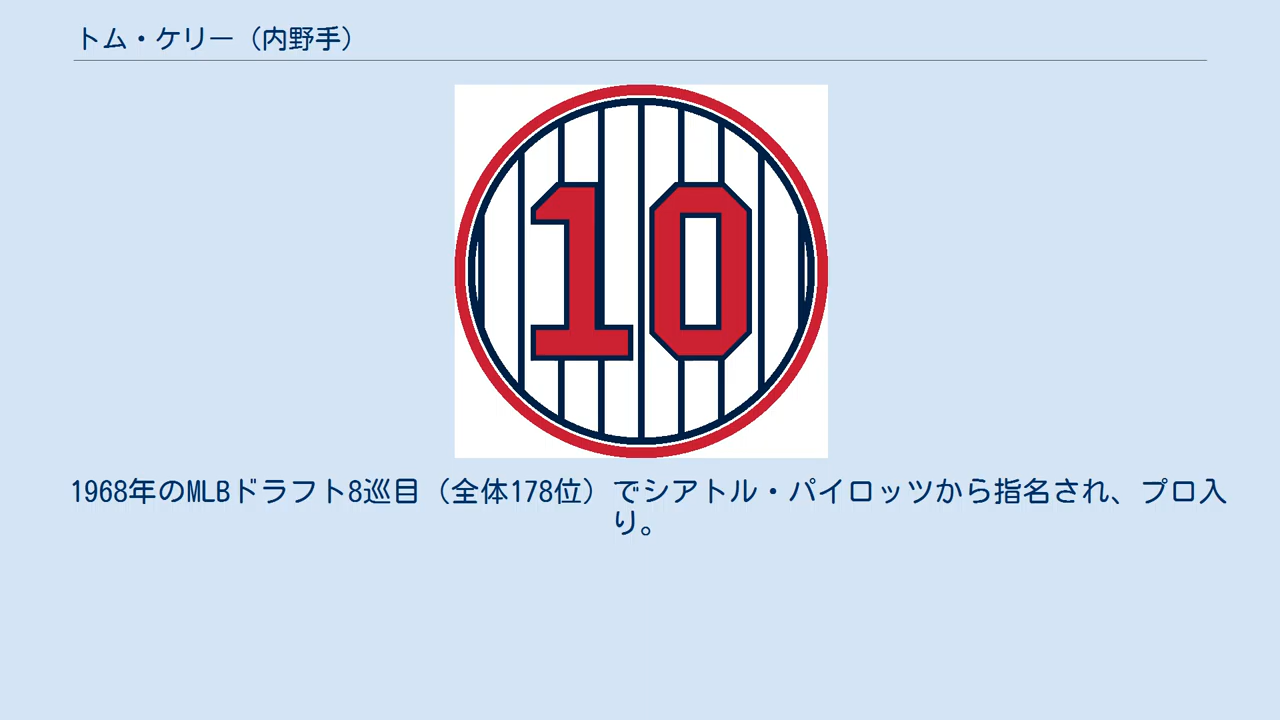 トム・ケリー（内野手）
10
1968年のMLBドラフト8巡目（全体178位）でシアトル・パイロッツから指名され、プロ入
り。